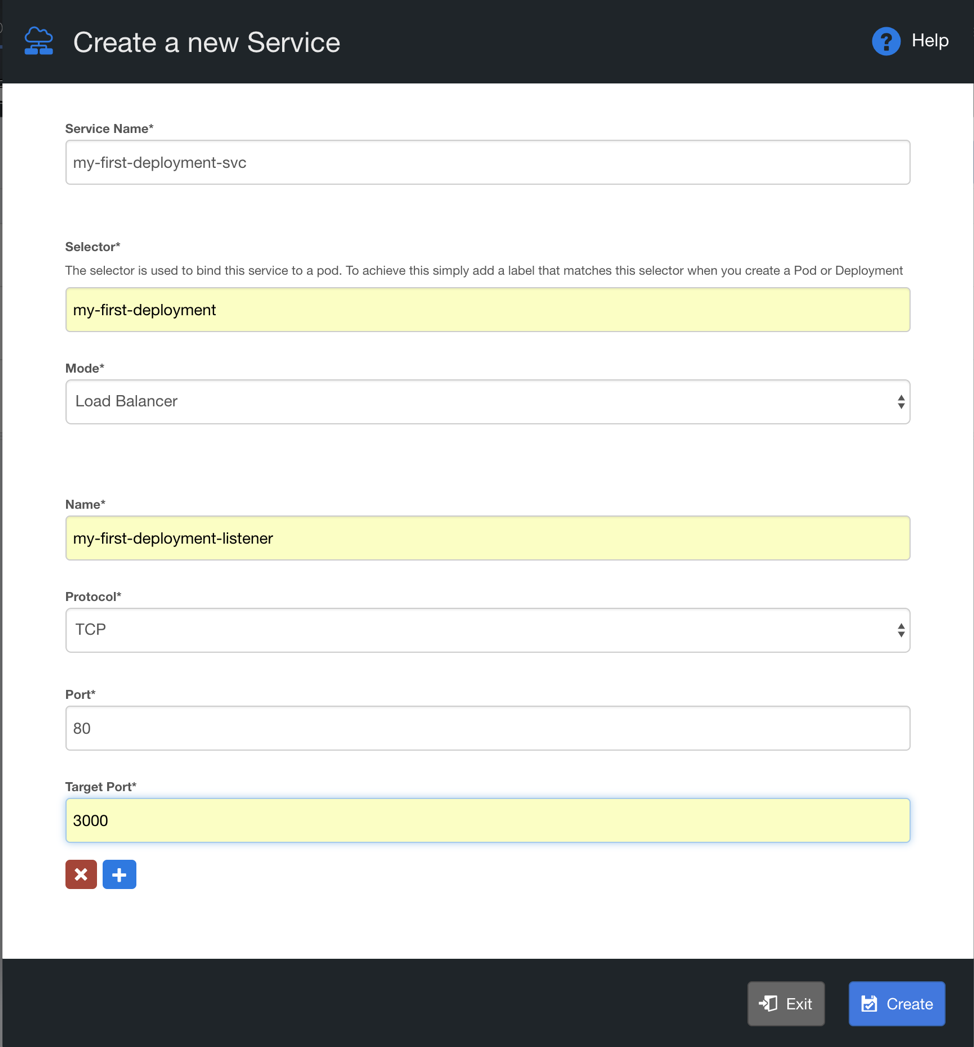 Create a new Service
? Help
Service Name*
my-first-deployment-svc
Selector*
The selector is used to bind this service to a pod. To achieve this simply add a label that matches this selector when you create a Pod or Deployment
my-first-deployment
Mode*
Load Balancer
Name*
my-first-deployment-listener
Protocol*
TCP
Port*
80
Target Port*
3000
Exit
Create